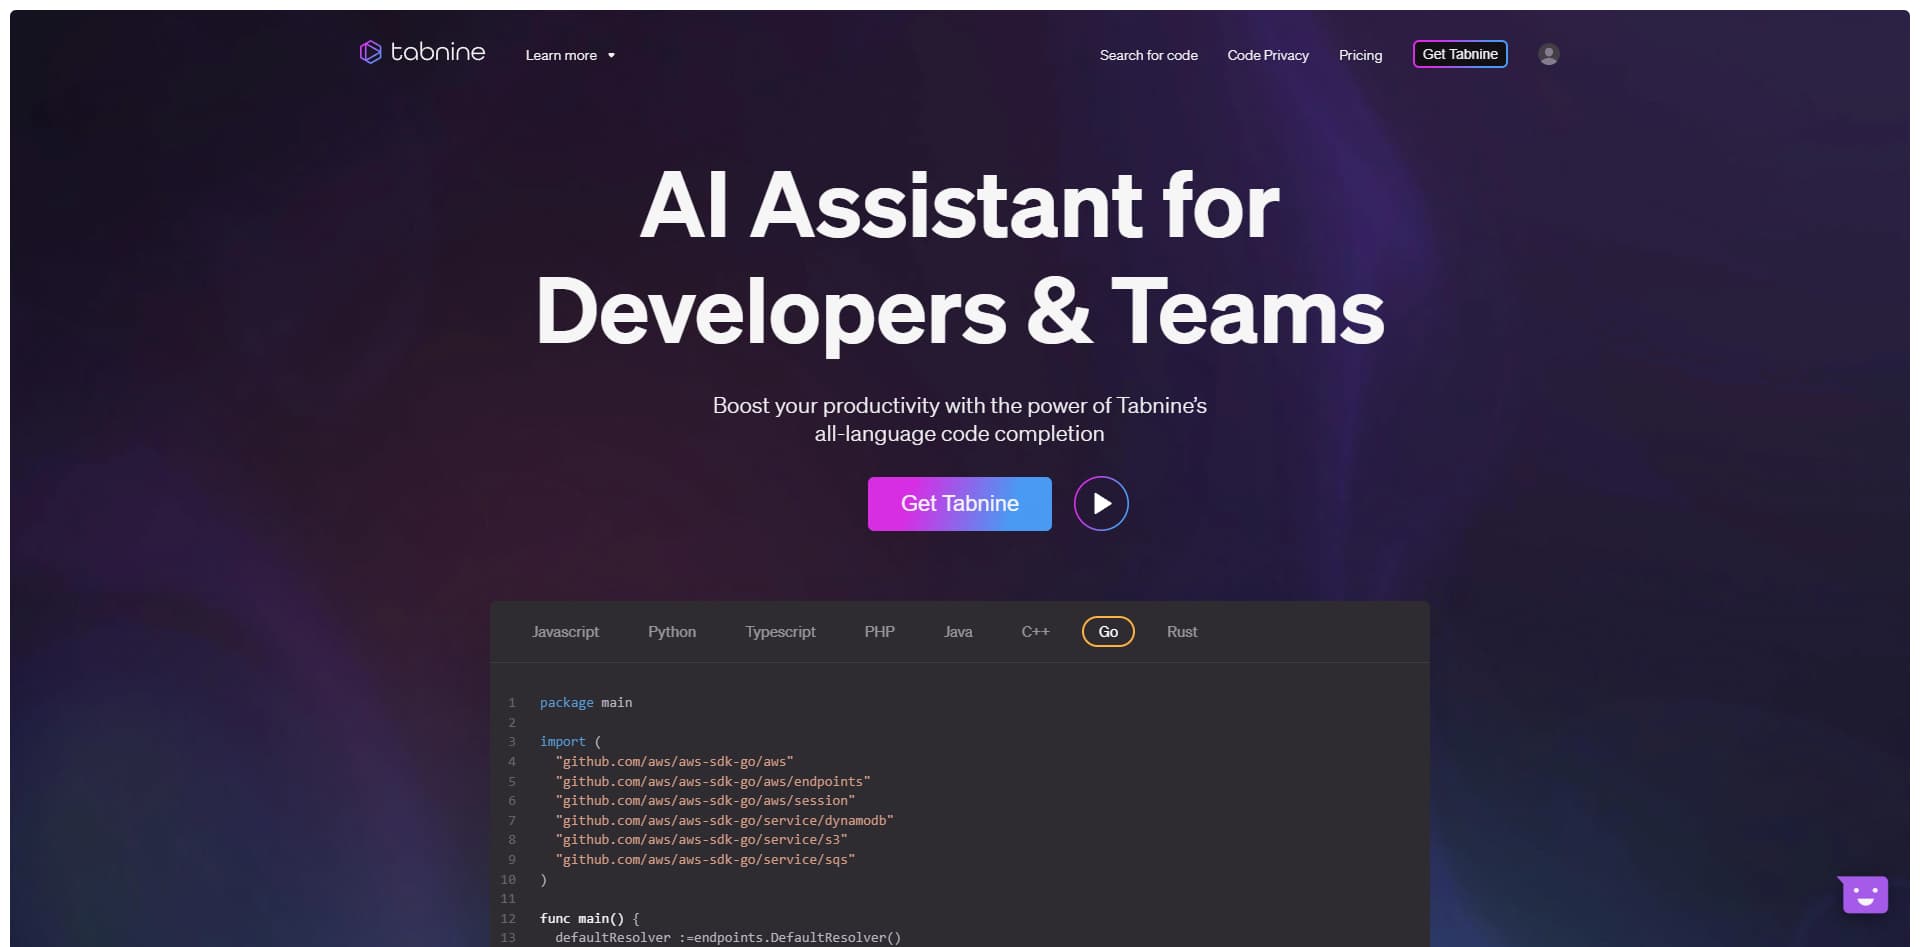 tabnine
Learn more
Search for code
Code Privacy
Pricing
Get Tabnine
AI Assistant for
Developers & Teams
Boost your productivity with the power of Tabnine’s
all-language code completion
Get Tabnine
Javascript
Python
Typescript
PHP
Java
C++
Go
Rust
1 package main
2
3 import (
4 "github.com/aws/aws-sdk-go/aws"
5 "github.com/aws/aws-sdk-go/aws/endpoints"
6 "github.com/aws/aws-sdk-go/aws/session"
7 "github.com/aws/aws-sdk-go/service/dynamodb"
8 "github.com/aws/aws-sdk-go/service/s3"
9 "github.com/aws/aws-sdk-go/service/sqs"
10 )
11
12 func main() {
13 defaultResolver :=endpoints.DefaultResolver()